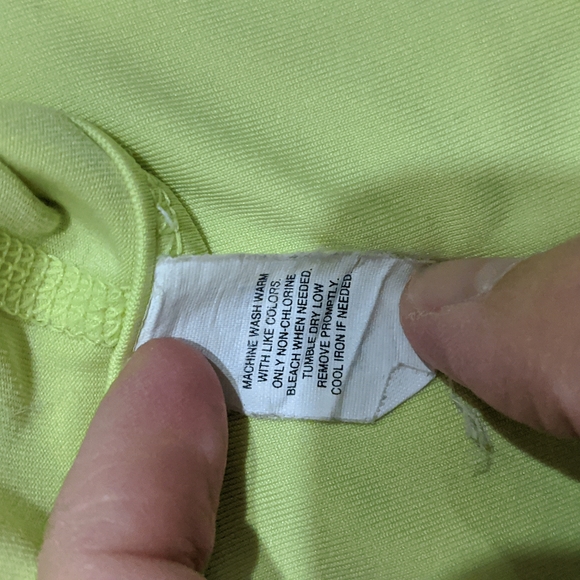 MACHINE WASH WARM
WITH LIKE COLORS.
ONLY NON-CHLORINE
BLEACH WHEN NEEDED.
TUMBLE DRY LOW
REMOVE PROMPTLY.
COOL IRON IF NEEDED